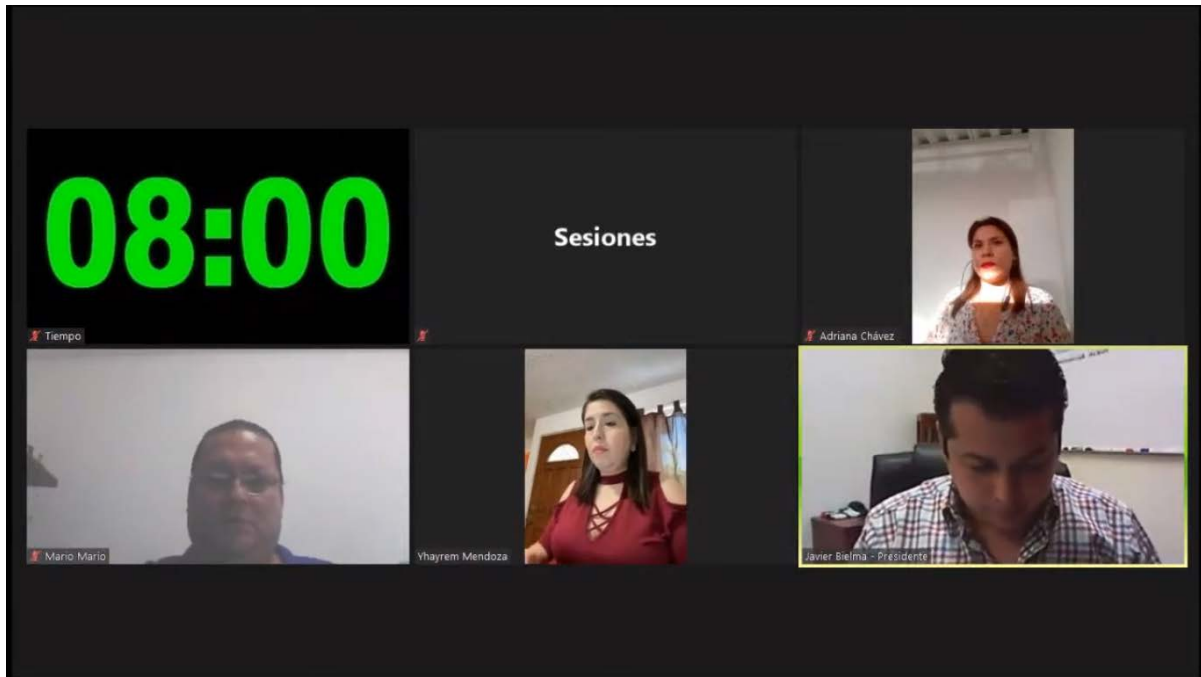 08:00
Tiempo
Sesiones
Adriana Chávez
Mario Mario
Yhayrem Mendoza
Javier Bielma - Presidente